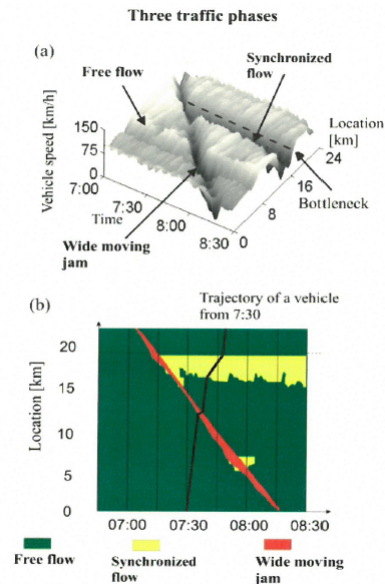 Three traffic phases
(a)
Free flow
Synchronized
flow
Vehicle speed [km/h]
150
75
0
7:00
7:30
8:00
8:30
Time
Location
[km]
24
16
8
0
Bottleneck
Wide moving
jam
(b)
Trajectory of a vehicle
from 7:30
Location [km]
20
15
10
5
0
07:00 07:30 08:00 08:30
Free flow
Synchronized
flow
Wide moving
jam